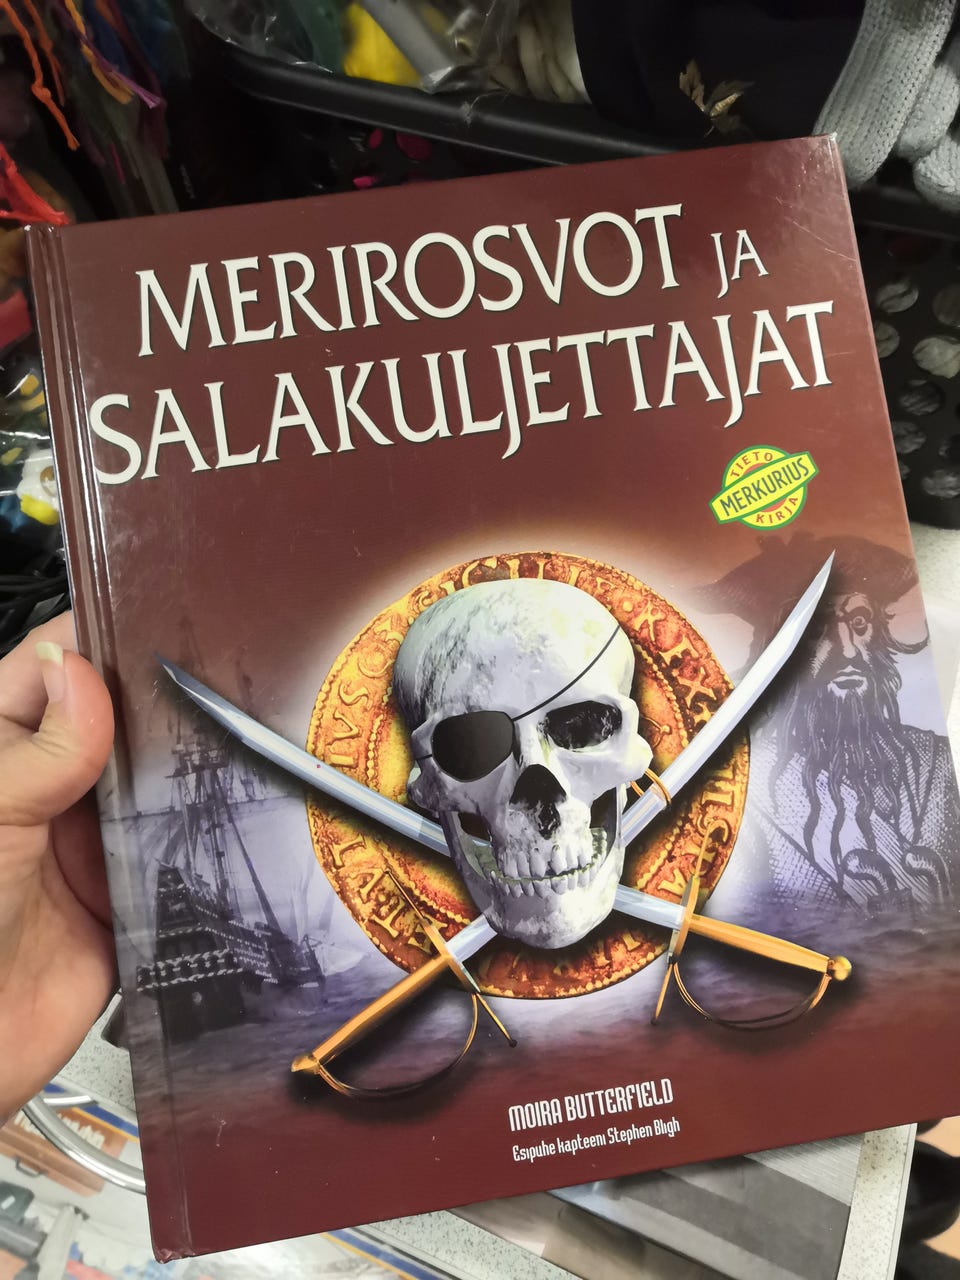 MERIROSVOT JA
SALAKULJETTAJAT
TIETO
MERKURIUS
KIRJA
MOIRA BUTTERFIELD
Esipuhe kapteeni Stephen Bligh